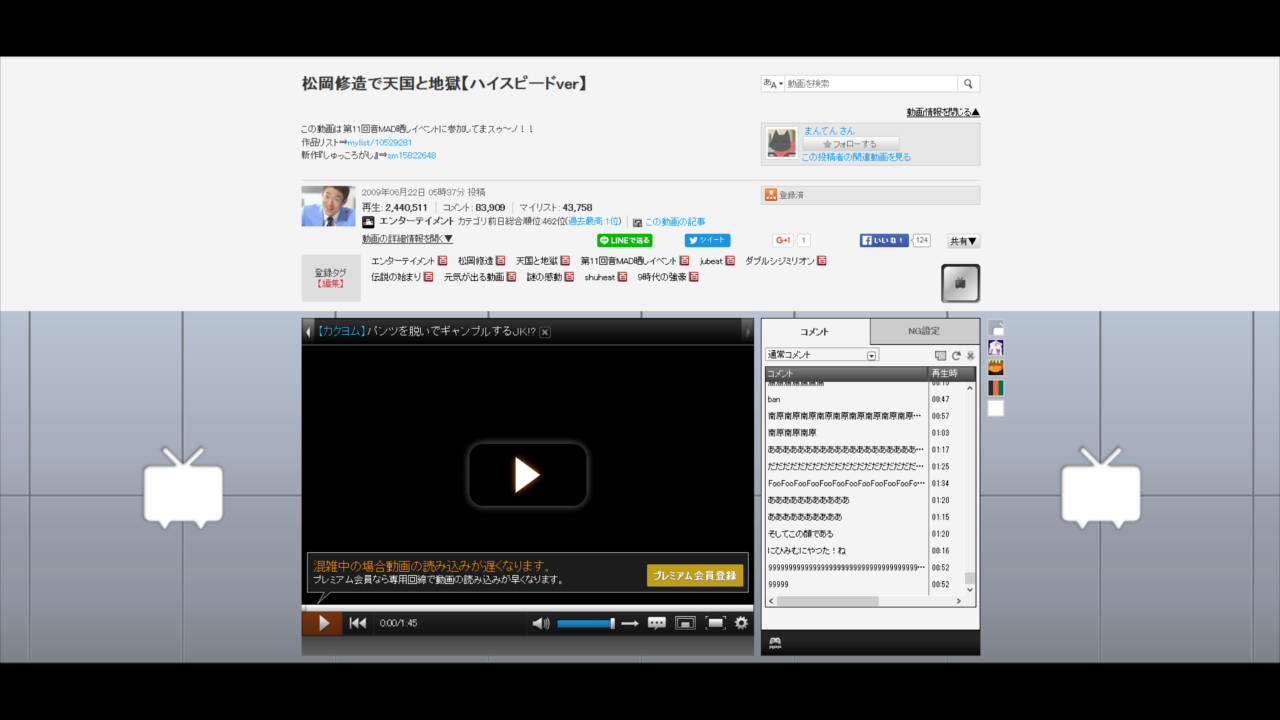 松岡修造で天国と地獄【ハイスピードver】
あA
動画を検索
動画情報を閉じる▲
この動画は第11回音MAD晒しイベントに参加してまスゥ～ノ！！
作品リスト⇒mylist/10529281
新作『しゅっころがし』⇒sm15822648
まんてん さん
★フォローする
この投稿者の関連動画を見る
2009年06月22日 05時37分 投稿
再生: 2,440,511 コメント: 83,909 マイリスト: 43,758
エンターテイメント カテゴリ前日総合順位:462位(過去最高:1位) この動画の記事
動画の詳細情報を開く▼
登録済
LINEで送る
ツイート
G+1 1
いいね！ 124
共有▼
登録タグ
【編集】
エンターテイメント 松岡修造 天国と地獄 第11回音MAD晒しイベント jubeat ダブルシジミリオン
伝説の始まり 元気が出る動画 謎の感動 shuheat 9時代の強豪
【カクヨム】パンツを脱いでギャンブルするJK!?
混雑中の場合動画の読み込みが遅くなります。
プレミアム会員なら専用回線で動画の読み込みが早くなります。
プレミアム会員登録
0:00/1:45
コメント NG設定
通常コメント
コメント 再生時
ban 00:47
南原南原南原南原南原南原南原南原南原… 00:57
南原南原南原 01:03
あああああああああああああああああああああ… 01:17
だだだだだだだだだだだだだだだだだだだだ… 01:25
FooFooFooFooFooFooFooFooFooFooFooFooFo… 01:34
あああああああああああ 01:20
ああああああああああ 01:15
そしてこの顔である 01:20
にひみむにやつた！ね 00:16
99999999999999999999999999999999999999… 00:52
99999 00:52
APP